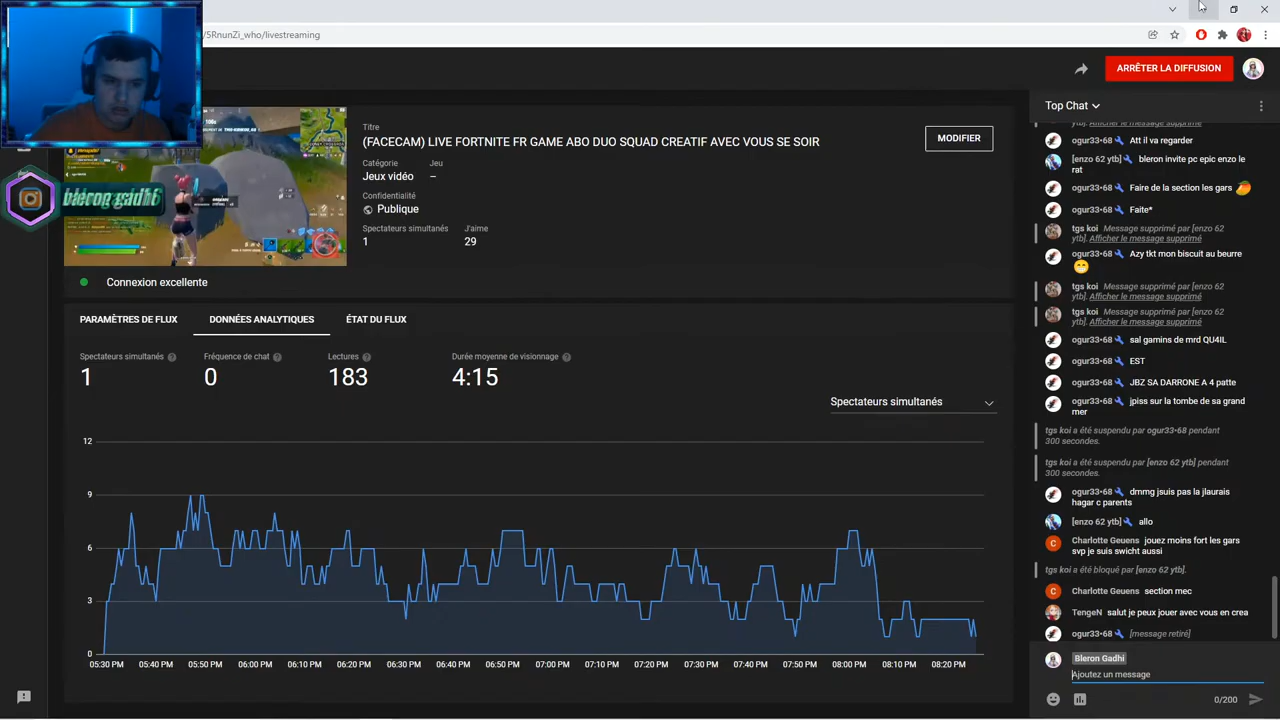 /5RnunZi_who/livestreaming
ARRÊTER LA DIFFUSION
bleron gadhi
Titre
(FACECAM) LIVE FORTNITE FR GAME ABO DUO SQUAD CREATIF AVEC VOUS SE SOIR
MODIFIER
Catégorie
Jeu
Jeux vidéo
–
Confidentialité
Publique
Spectateurs simultanés
J'aime
1
29
Connexion excellente
PARAMÈTRES DE FLUX
DONNÉES ANALYTIQUES
ÉTAT DU FLUX
Spectateurs simultanés
Fréquence de chat
Lectures
Durée moyenne de visionnage
1
0
183
4:15
Spectateurs simultanés
12
9
6
3
0
05:30 PM 05:40 PM 05:50 PM 06:00 PM 06:10 PM 06:20 PM 06:30 PM 06:40 PM 06:50 PM 07:00 PM 07:10 PM 07:20 PM 07:30 PM 07:40 PM 07:50 PM 08:00 PM 08:10 PM 08:20 PM
Top Chat
Afficher le message supprimé
ogur33•68 Att il va regarder
[enzo 62 ytb] bleron invite pc epic enzo le
rat
ogur33•68 Faire de la section les gars
ogur33•68 Faite*
tgs koi Message supprimé par [enzo 62
ytb]. Afficher le message supprimé
ogur33•68 Azy tkt mon biscuit au beurre
tgs koi Message supprimé par [enzo 62
ytb]. Afficher le message supprimé
tgs koi Message supprimé par [enzo 62
ytb]. Afficher le message supprimé
ogur33•68 sal gamins de mrd QU4IL
ogur33•68 EST
ogur33•68 JBZ SA DARRONE A 4 patte
ogur33•68 jpiss sur la tombe de sa grand
mer
tgs koi a été suspendu par ogur33•68 pendant
300 secondes.
tgs koi a été suspendu par [enzo 62 ytb] pendant
300 secondes.
ogur33•68 dmmg jsuis pas la jlaurais
hagar c parents
[enzo 62 ytb] allo
C Charlotte Geuens jouez moins fort les gars
svp je suis swicht aussi
tgs koi a été bloqué par [enzo 62 ytb].
C Charlotte Geuens section mec
TengeN salut je peux jouer avec vous en crea
ogur33•68 [message retiré]
Bleron Gadhi
Ajoutez un message
0/200